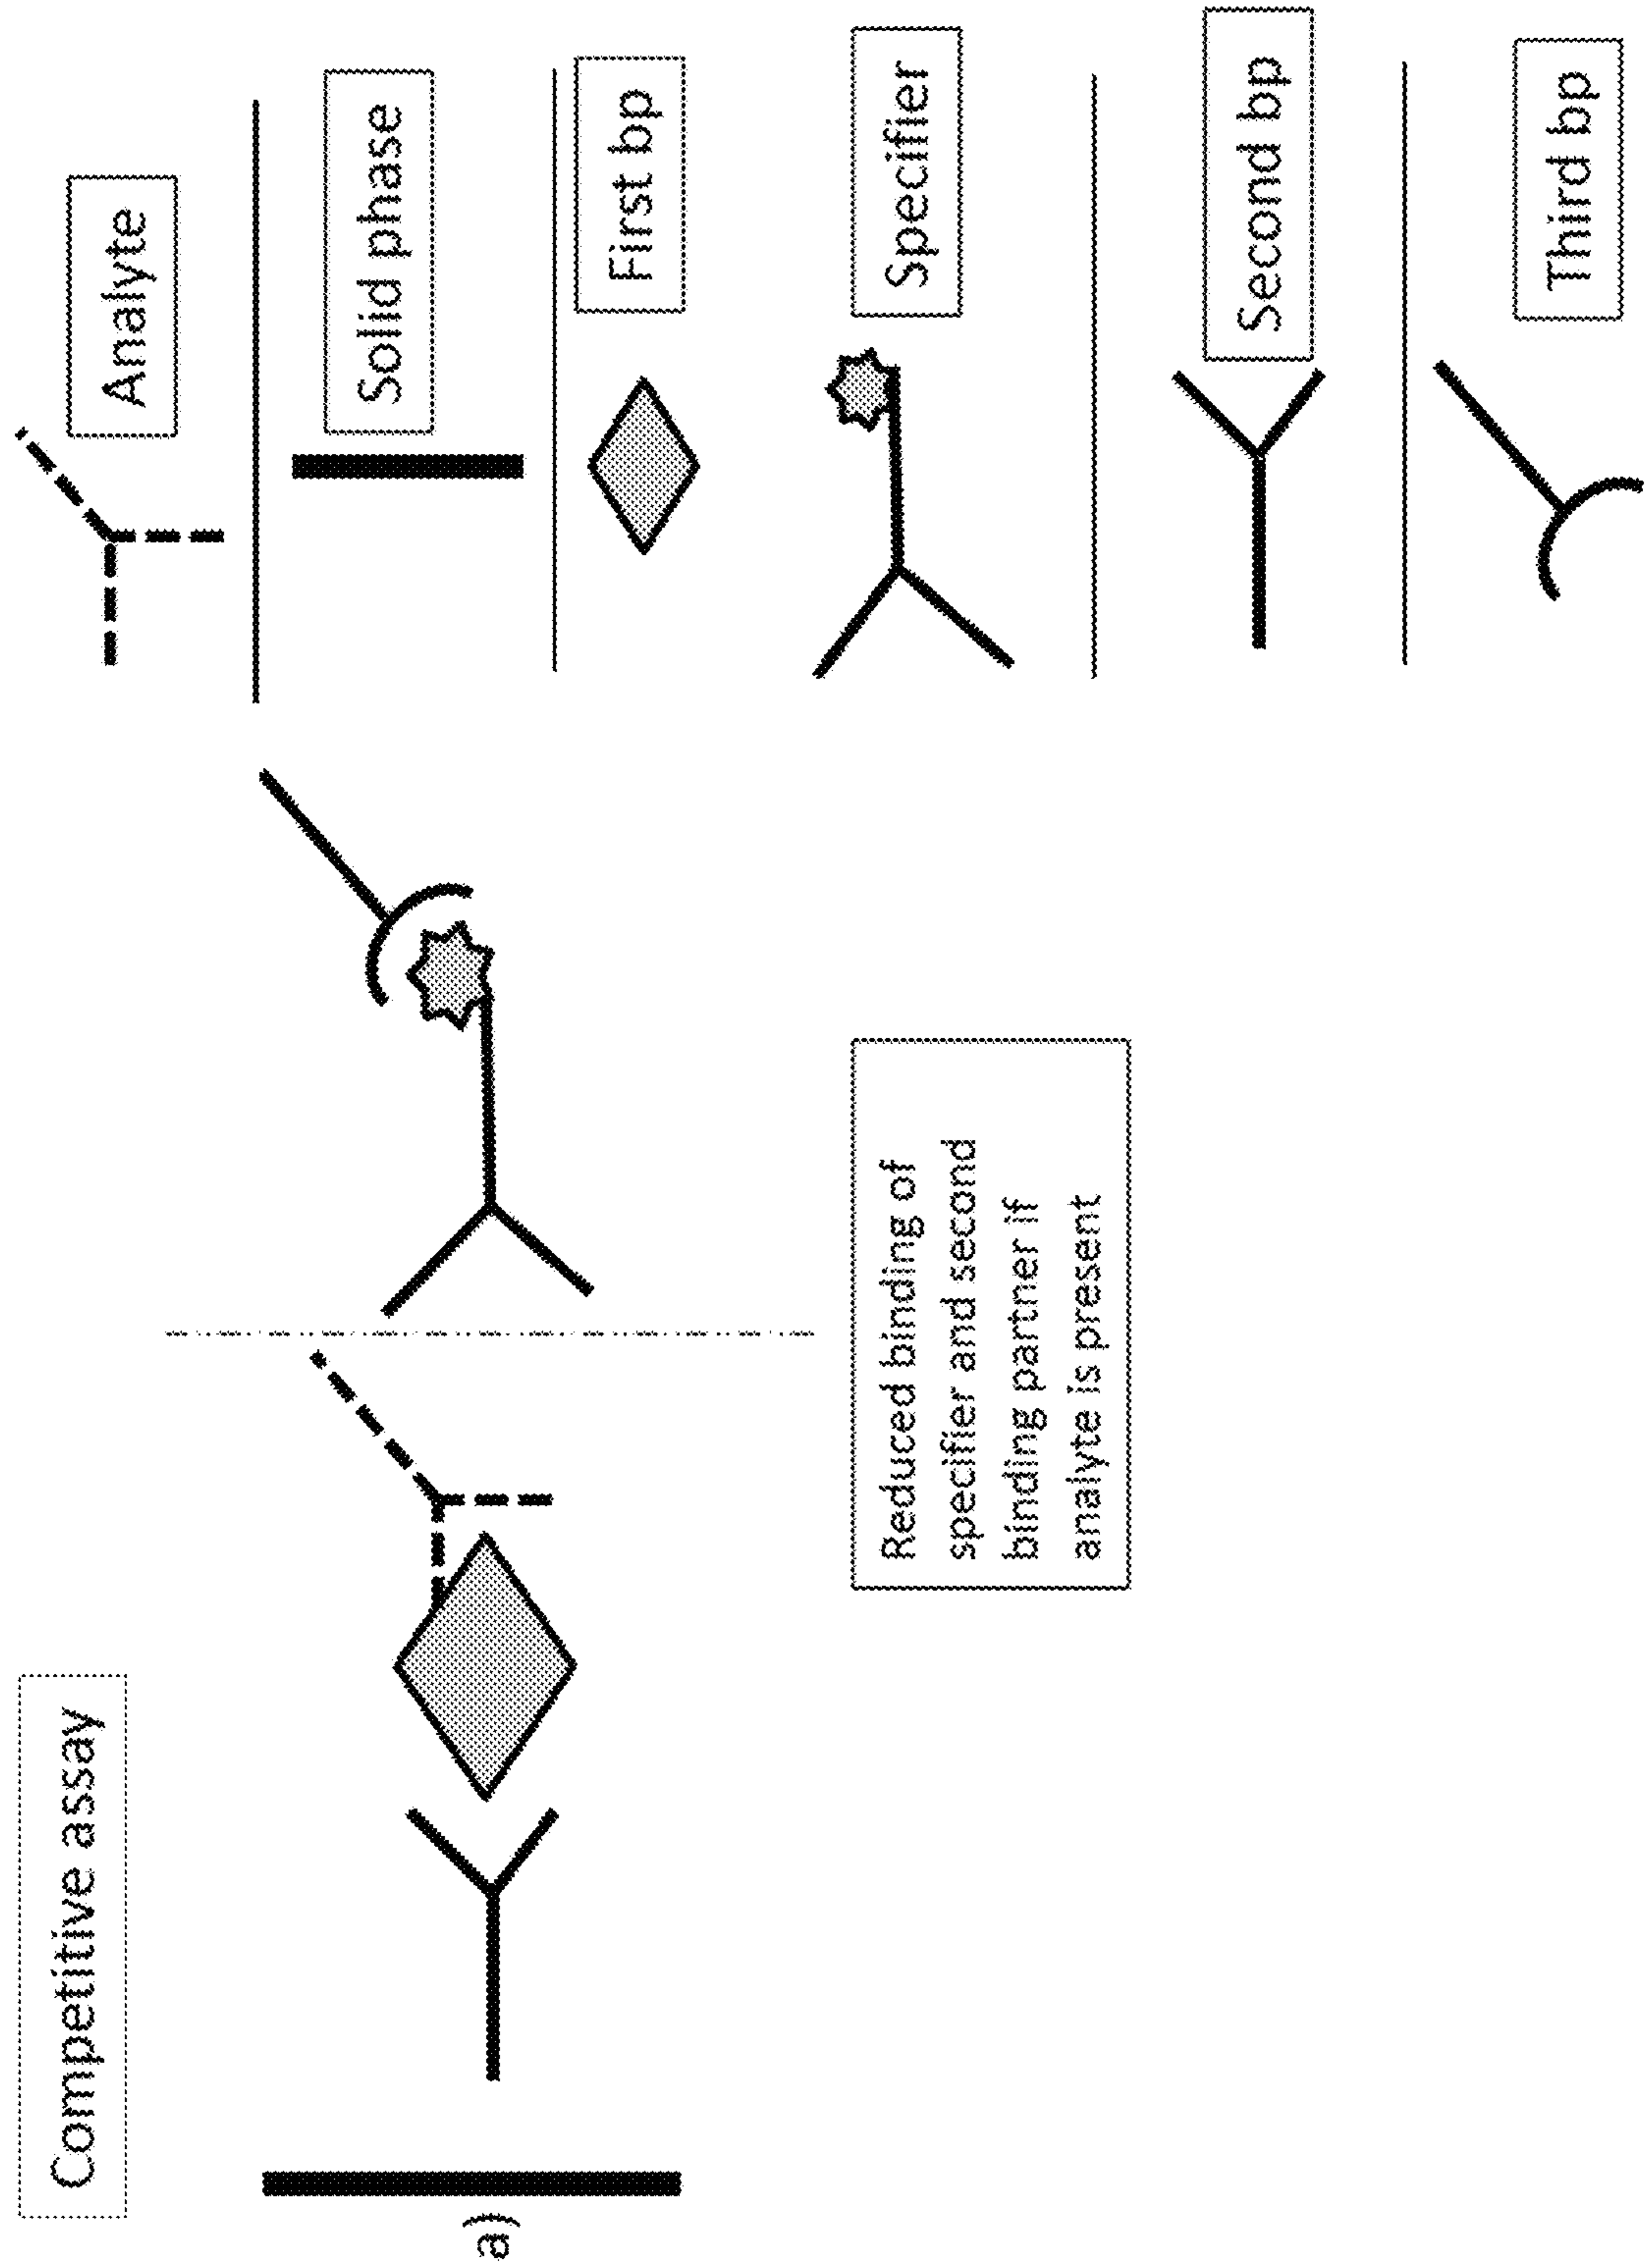 Competitive assay
a)
Reduced binding of
specifier and second
binding partner if
analyte is present
Analyte
Solid phase
First bp
Specifier
Second bp
Third bp